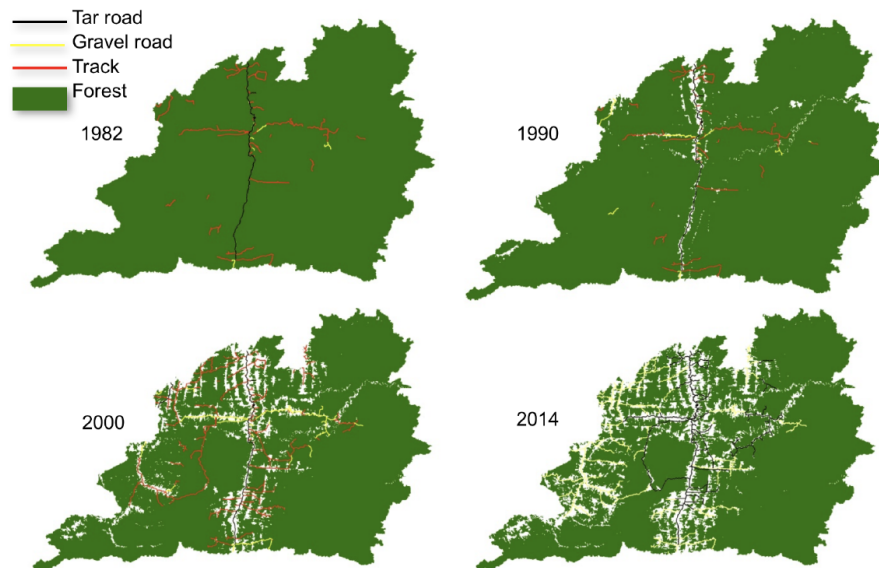 Tar road
Gravel road
Track
Forest
1982
1990
2000
2014